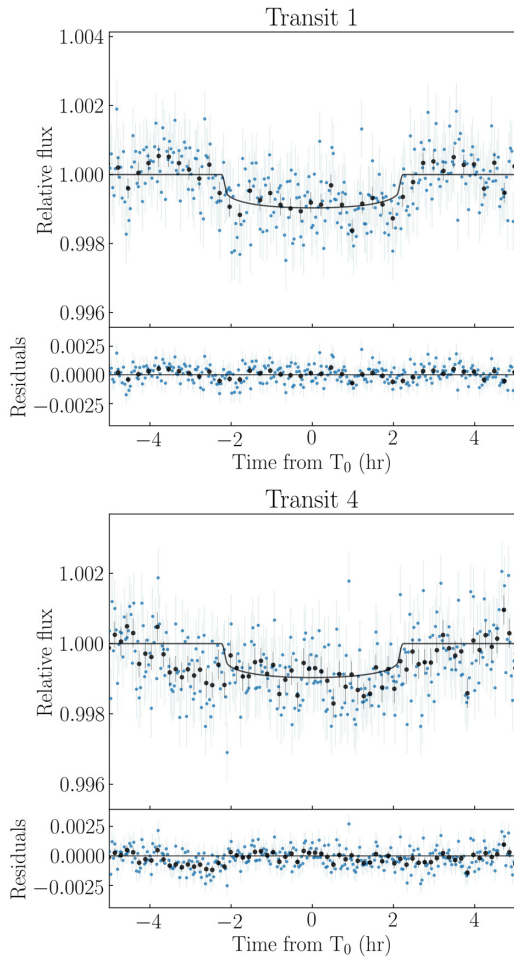 Transit 1
1.004
1.002
1.000
0.998
0.996
Relative flux
0.0025
0.0000
−0.0025
Residuals
−4 −2 0 2 4
Time from T0 (hr)
Transit 4
1.002
1.000
0.998
0.996
Relative flux
0.0025
0.0000
−0.0025
Residuals
−4 −2 0 2 4
Time from T0 (hr)